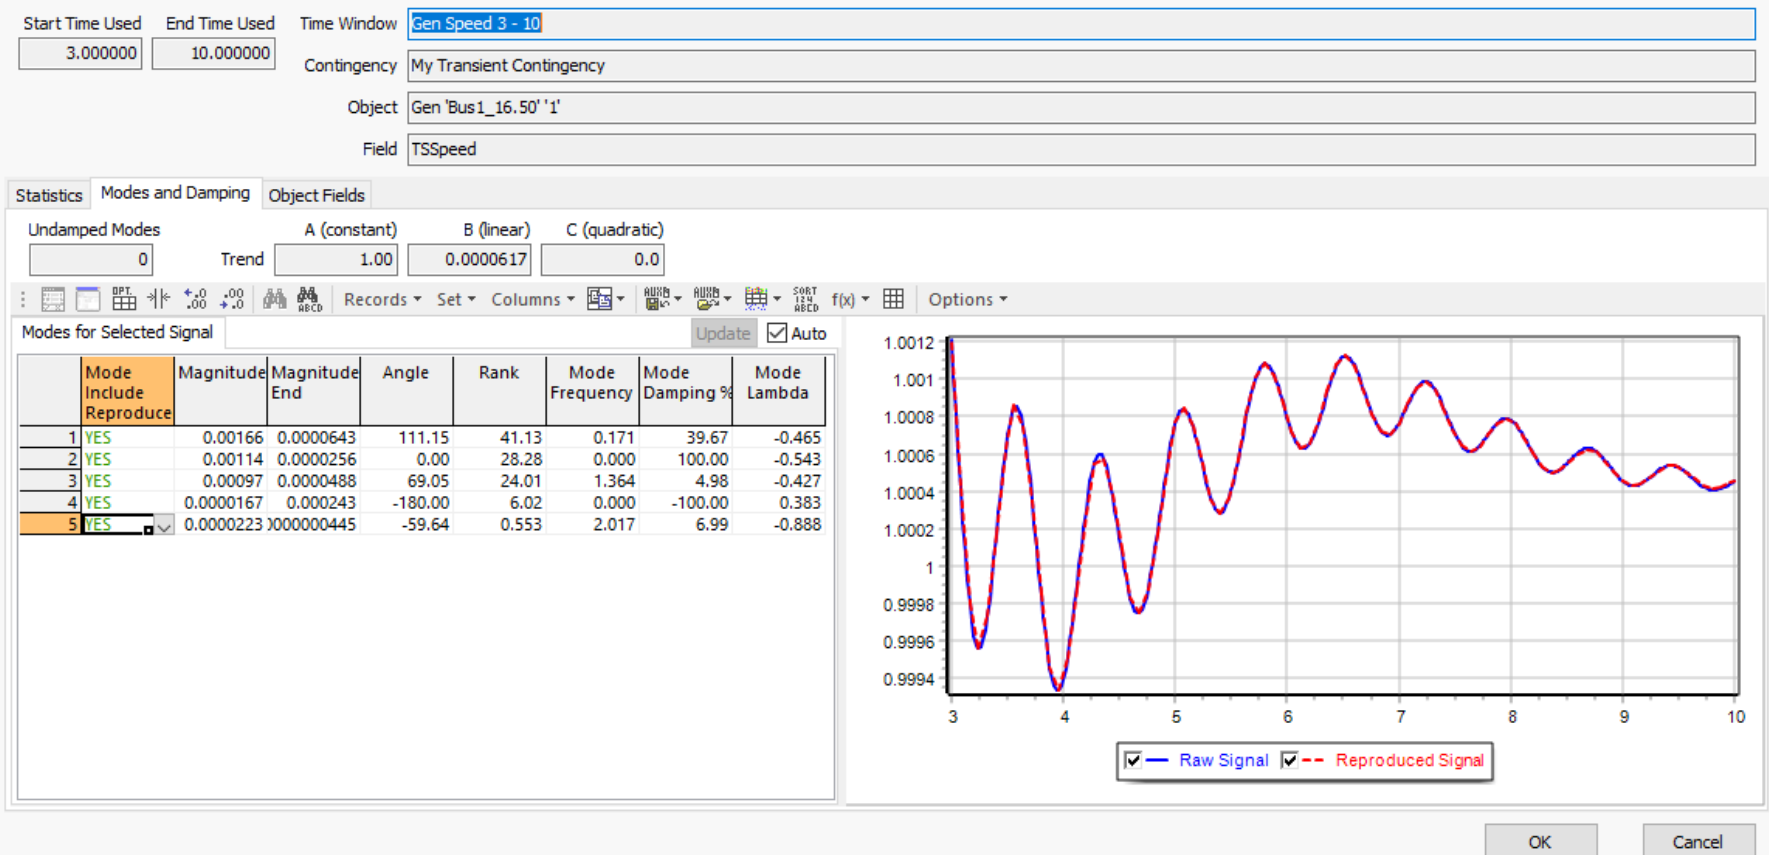 Start Time Used End Time Used Time Window Gen Speed 3 - 10
3.000000 10.000000
Contingency My Transient Contingency
Object Gen 'Bus1_16.50' '1'
Field TSSpeed
Statistics Modes and Damping Object Fields
Undamped Modes A (constant) B (linear) C (quadratic)
0 Trend 1.00 0.0000617 0.0
Records Set Columns f(x) Options
Modes for Selected Signal Update Auto
Mode Include Reproduce Magnitude Magnitude End Angle Rank Mode Frequency Mode Damping % Mode Lambda
1 YES 0.00166 0.0000643 111.15 41.13 0.171 39.67 -0.465
2 YES 0.00114 0.0000256 0.00 28.28 0.000 100.00 -0.543
3 YES 0.00097 0.0000488 69.05 24.01 1.364 4.98 -0.427
4 YES 0.0000167 0.000243 -180.00 6.02 0.000 -100.00 0.383
5 YES 0.0000223 0000000445 -59.64 0.553 2.017 6.99 -0.888
1.0012
1.001
1.0008
1.0006
1.0004
1.0002
1
0.9998
0.9996
0.9994
3 4 5 6 7 8 9 10
Raw Signal Reproduced Signal
OK Cancel